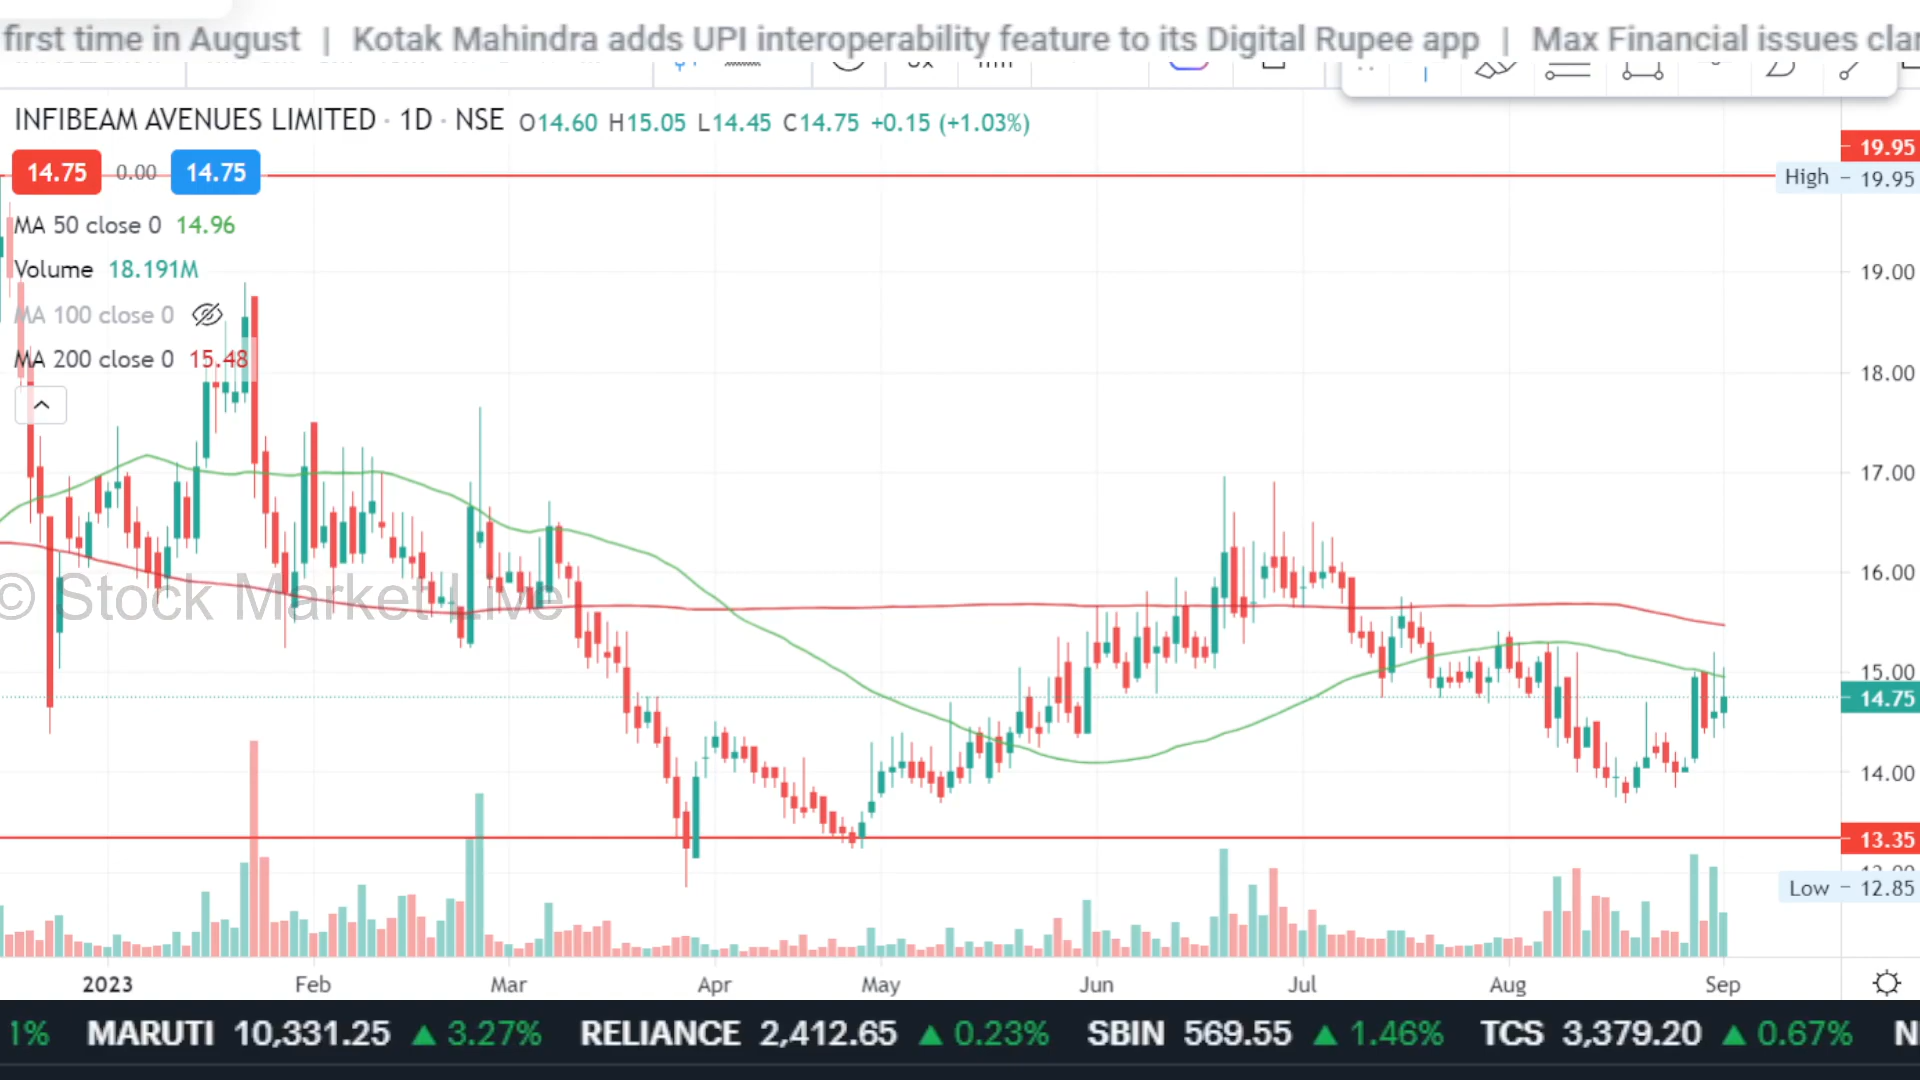 first time in August | Kotak Mahindra adds UPI interoperability feature to its Digital Rupee app | Max Financial issues clar
INFIBEAM AVENUES LIMITED · 1D · NSE O14.60 H15.05 L14.45 C14.75 +0.15 (+1.03%)
19.95
14.75 0.00 14.75
High 19.95
MA 50 close 0 14.96
Volume 18.191M
19.00
MA 100 close 0
MA 200 close 0 15.48
18.00
17.00
16.00
© Stock Market Live
15.00
14.75
14.00
13.35
Low 12.85
2023 Feb Mar Apr May Jun Jul Aug Sep
1% MARUTI 10,331.25 ▲ 3.27% RELIANCE 2,412.65 ▲ 0.23% SBIN 569.55 ▲ 1.46% TCS 3,379.20 ▲ 0.67% N